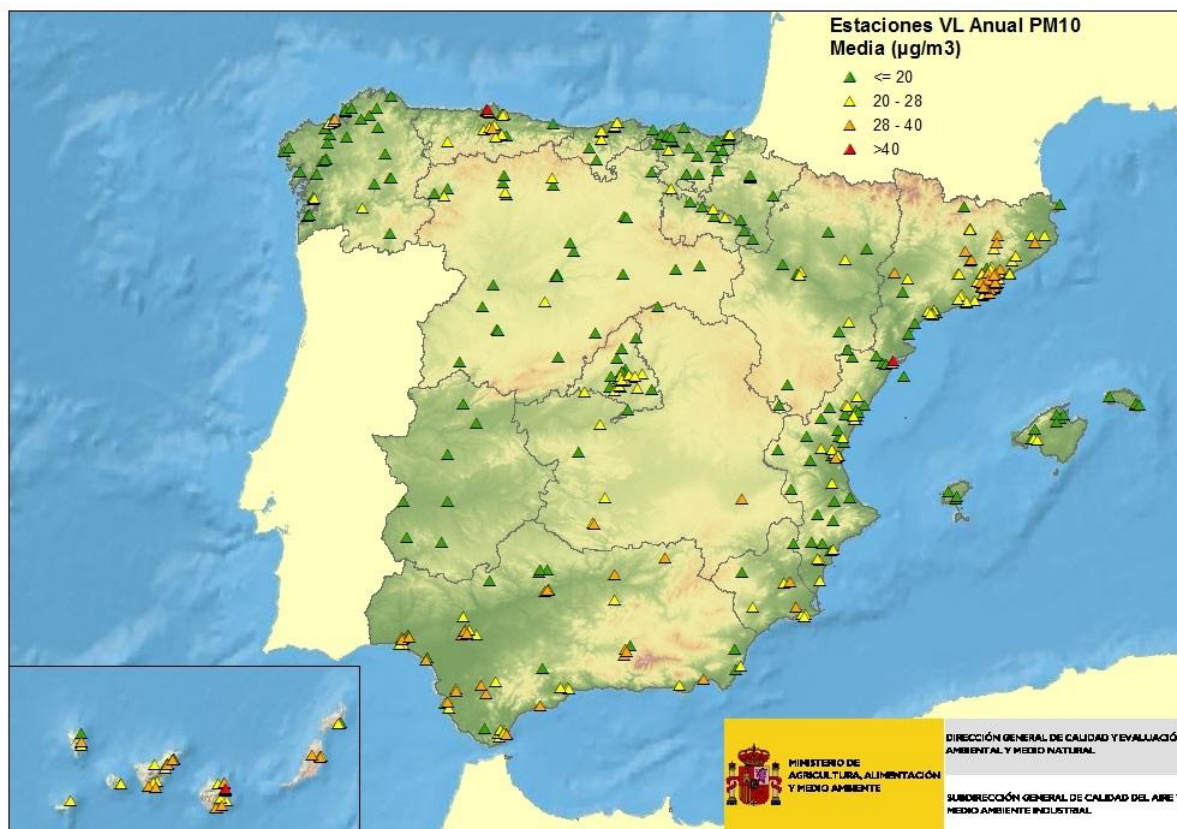 Estaciones VL Anual PM10
Media (µg/m3)
<= 20
20 - 28
28 - 40
>40
MINISTERIO DE
AGRICULTURA, ALIMENTACIÓN
Y MEDIO AMBIENTE
DIRECCIÓN GENERAL DE CALIDAD Y EVALUACIÓ
AMBIENTAL Y MEDIO NATURAL
SUBDIRECCIÓN GENERAL DE CALIDAD DEL AIRE Y
MEDIO AMBIENTE INDUSTRIAL